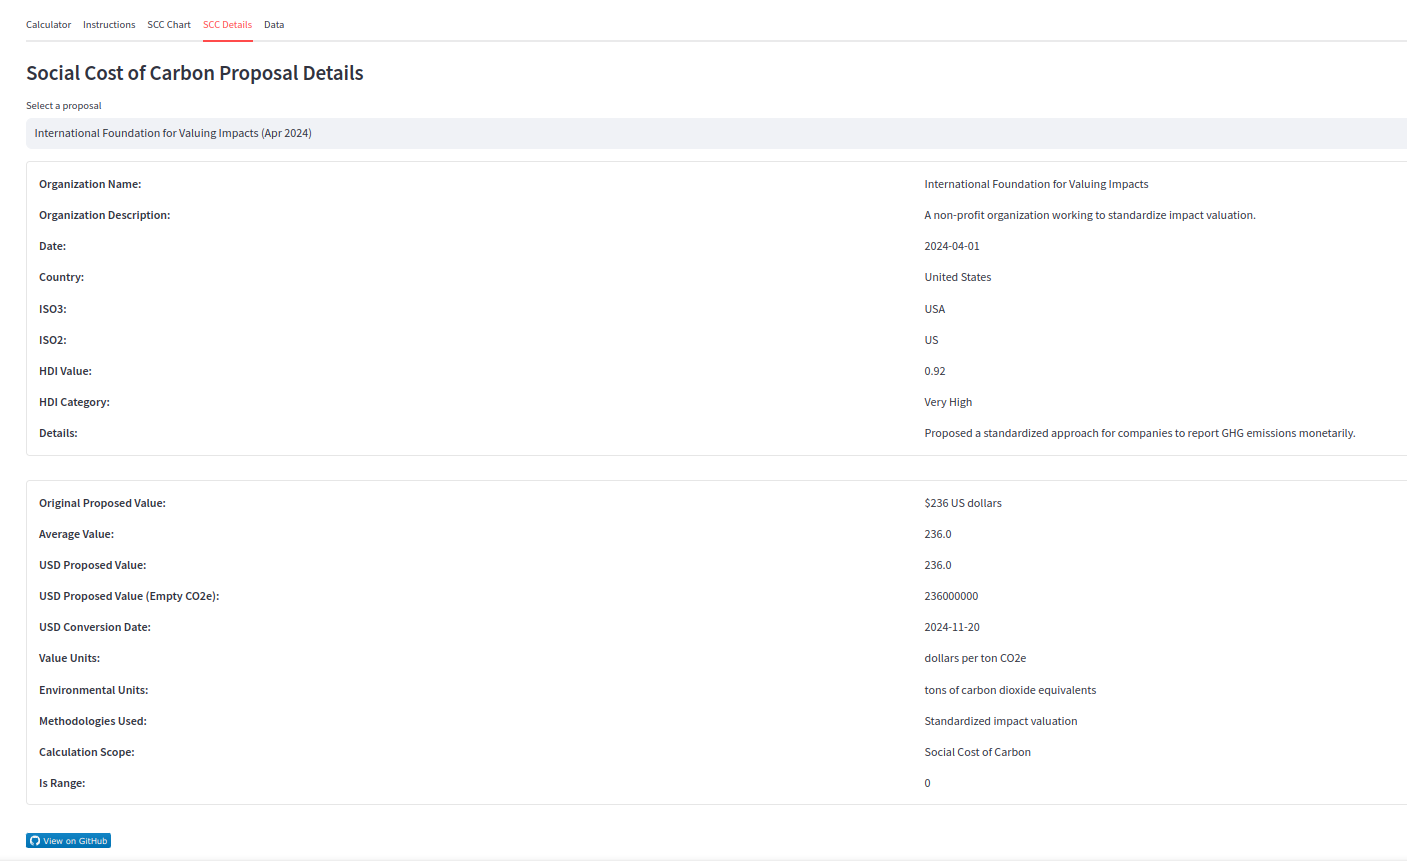 Calculator Instructions SCC Chart SCC Details Data
Social Cost of Carbon Proposal Details
Select a proposal
International Foundation for Valuing Impacts (Apr 2024)
Organization Name: International Foundation for Valuing Impacts
Organization Description: A non-profit organization working to standardize impact valuation.
Date: 2024-04-01
Country: United States
ISO3: USA
ISO2: US
HDI Value: 0.92
HDI Category: Very High
Details: Proposed a standardized approach for companies to report GHG emissions monetarily.
Original Proposed Value: $236 US dollars
Average Value: 236.0
USD Proposed Value: 236.0
USD Proposed Value (Empty CO2e): 236000000
USD Conversion Date: 2024-11-20
Value Units: dollars per ton CO2e
Environmental Units: tons of carbon dioxide equivalents
Methodologies Used: Standardized impact valuation
Calculation Scope: Social Cost of Carbon
Is Range: 0
View on GitHub